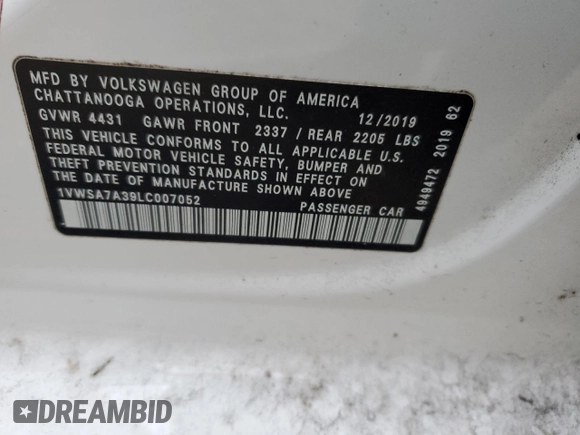 MFD BY VOLKSWAGEN GROUP OF AMERICA
CHATTANOOGA OPERATIONS, LLC. 12/2019
GVWR 4431 GAWR FRONT 2337/REAR 2205 LBS
THIS VEHICLE CONFORMS TO ALL APPLICABLE U.S.
FEDERAL MOTOR VEHICLE SAFETY, BUMPER AND
THEFT PREVENTION STANDARDS IN EFFECT ON
THE DATE OF MANUFACTURE SHOWN ABOVE
1VWSA7A39LC007052 PASSENGER CAR
4949472 2019 62
DREAMBID